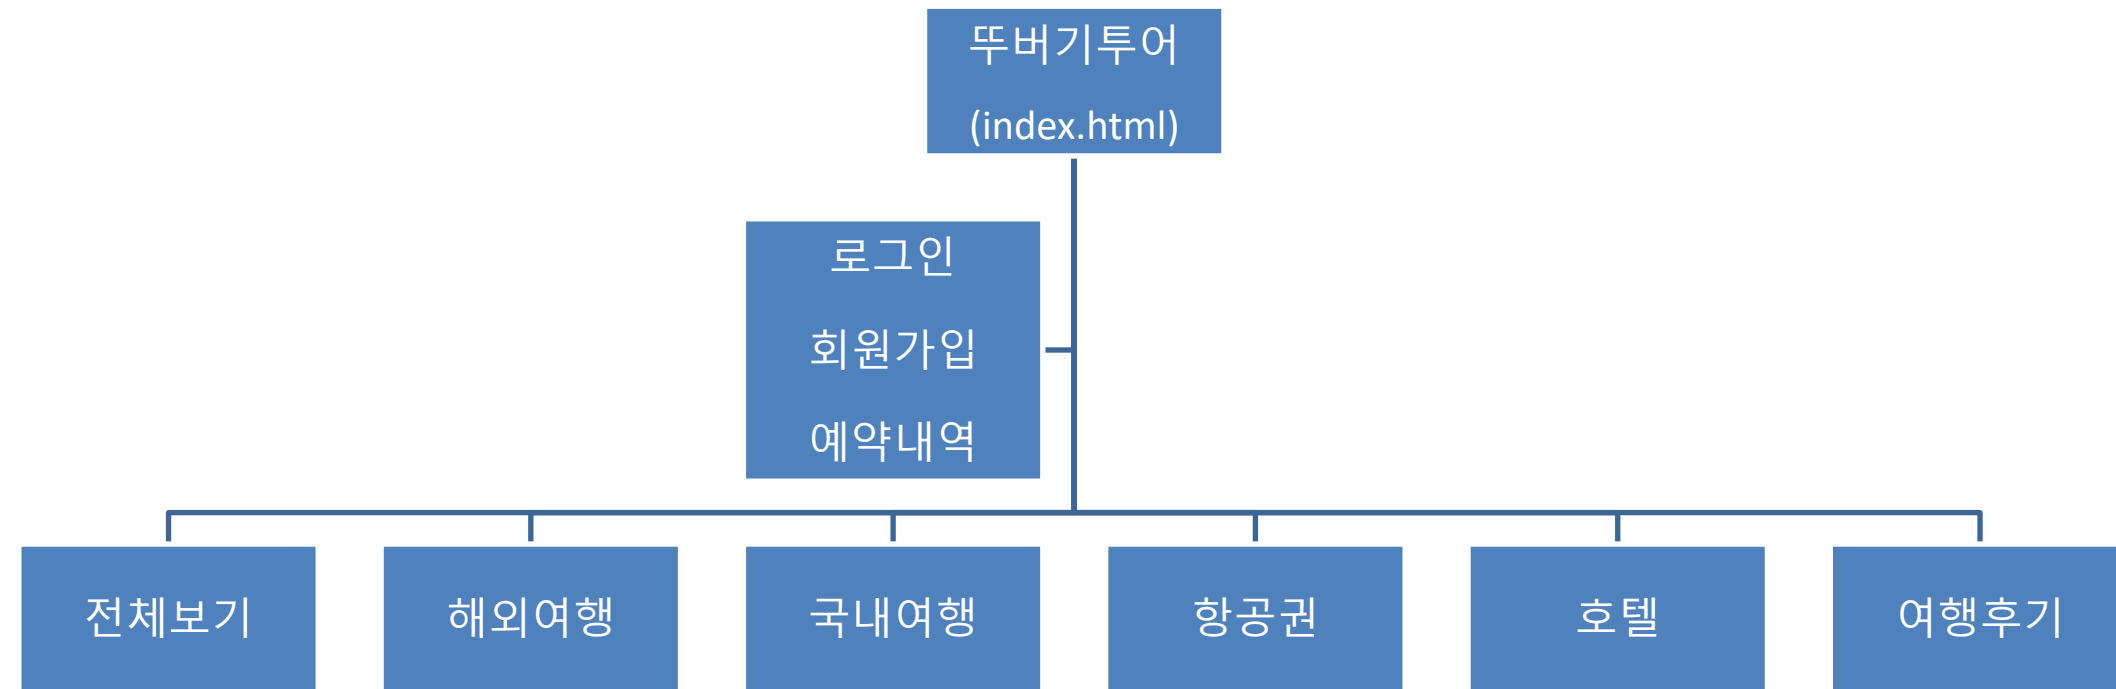 뚜버기투어
(index.html)
로그인
회원가입
예약내역
전체보기
해외여행
국내여행
항공권
호텔
여행후기